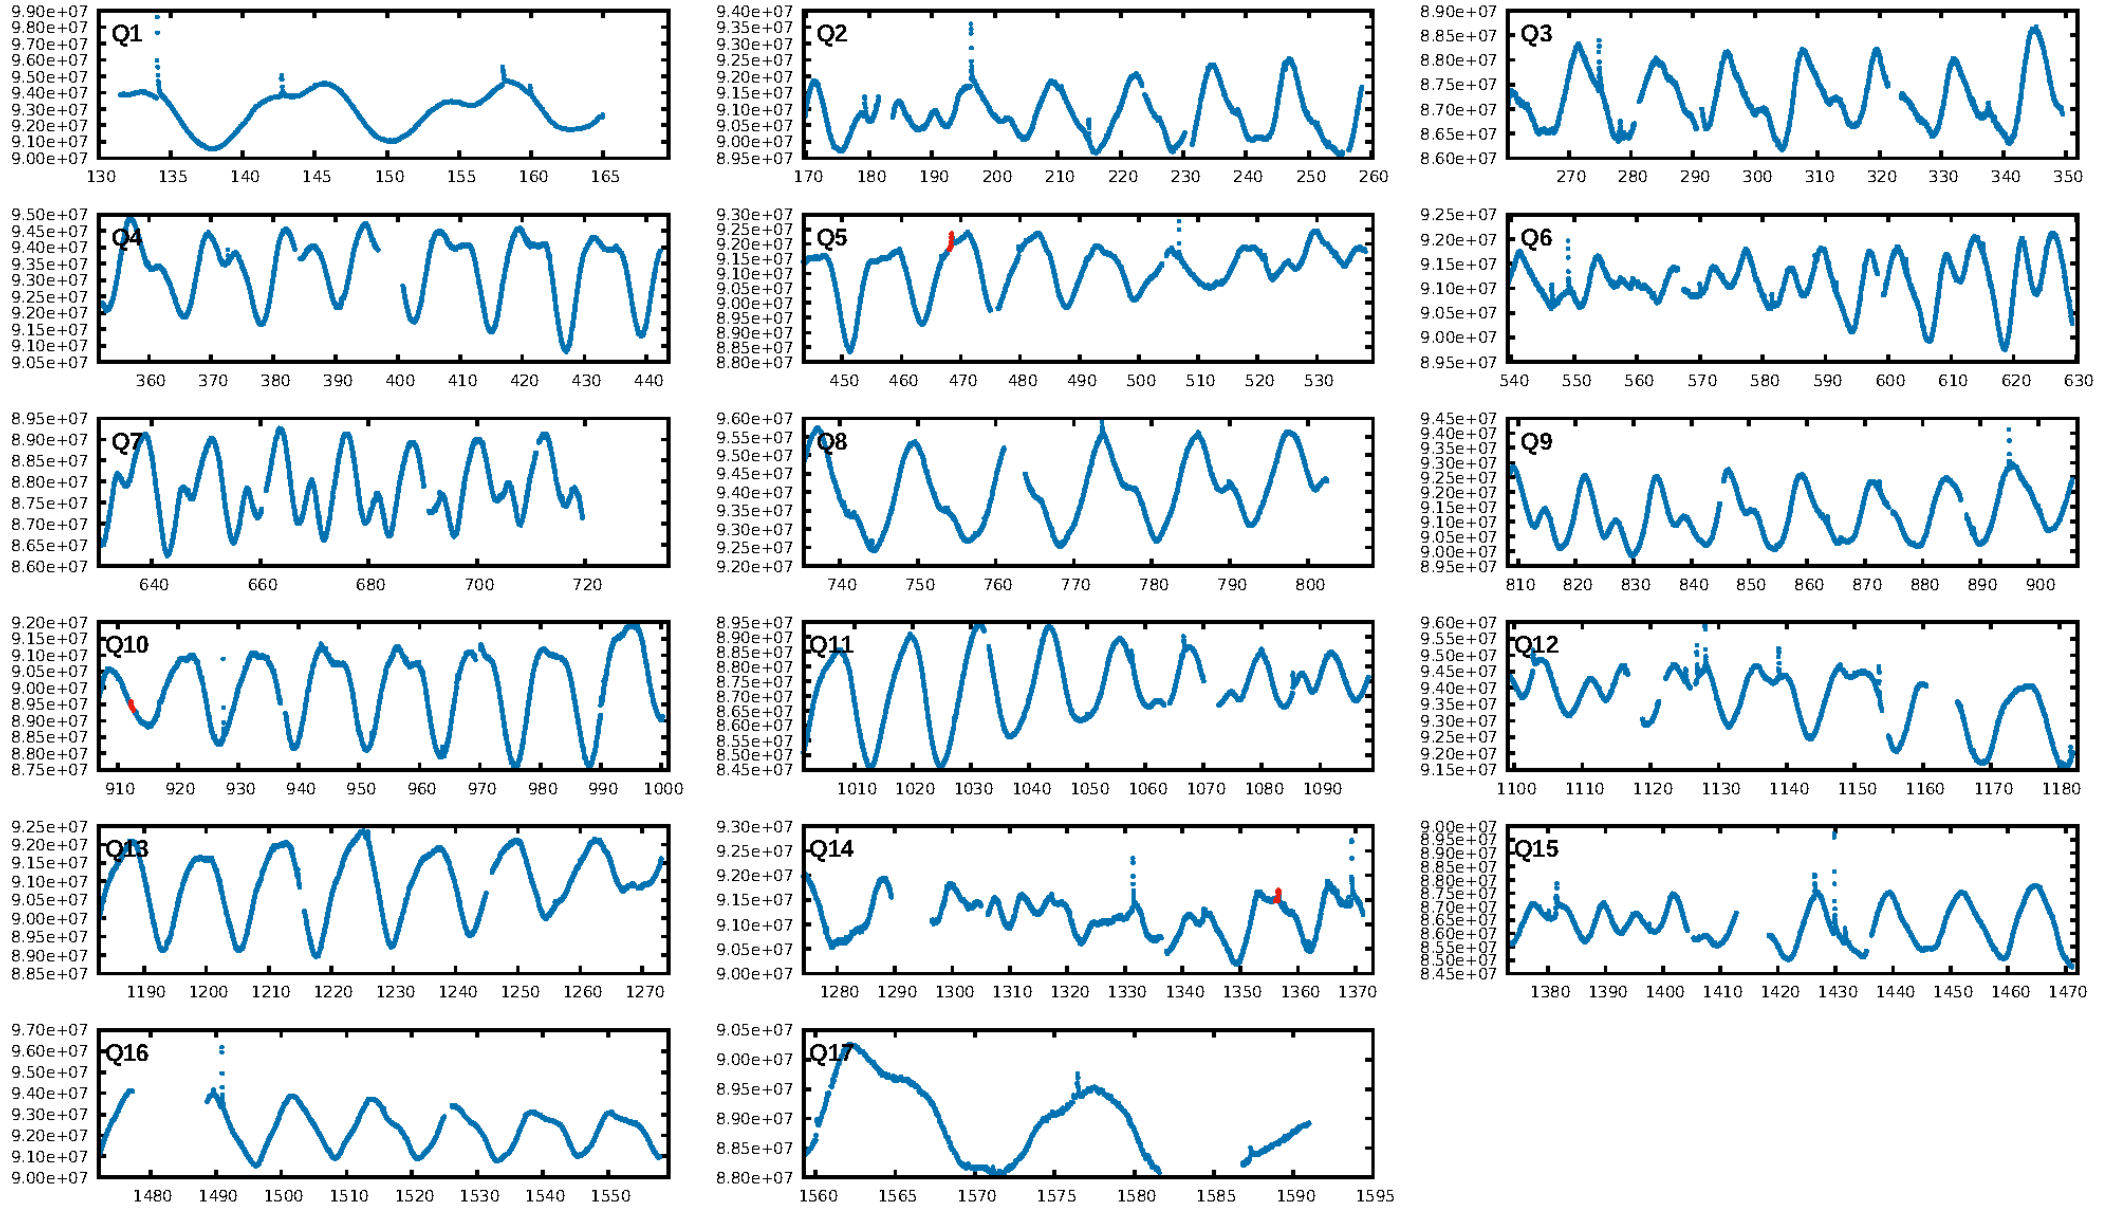 9.90e+07
9.80e+07
9.70e+07
9.60e+07
9.50e+07
9.40e+07
9.30e+07
9.20e+07
9.10e+07
9.00e+07
Q1
130 135 140 145 150 155 160 165
9.40e+07
9.35e+07
9.30e+07
9.25e+07
9.20e+07
9.15e+07
9.10e+07
9.05e+07
9.00e+07
8.95e+07
Q2
170 180 190 200 210 220 230 240 250 260
8.90e+07
8.85e+07
8.80e+07
8.75e+07
8.70e+07
8.65e+07
8.60e+07
Q3
270 280 290 300 310 320 330 340 350
9.50e+07
9.45e+07
9.40e+07
9.35e+07
9.30e+07
9.25e+07
9.20e+07
9.15e+07
9.10e+07
9.05e+07
Q4
360 370 380 390 400 410 420 430 440
9.30e+07
9.25e+07
9.20e+07
9.15e+07
9.10e+07
9.05e+07
9.00e+07
8.95e+07
8.90e+07
8.85e+07
8.80e+07
Q5
450 460 470 480 490 500 510 520 530
9.25e+07
9.20e+07
9.15e+07
9.10e+07
9.05e+07
9.00e+07
8.95e+07
Q6
540 550 560 570 580 590 600 610 620 630
8.95e+07
8.90e+07
8.85e+07
8.80e+07
8.75e+07
8.70e+07
8.65e+07
8.60e+07
Q7
640 660 680 700 720
9.60e+07
9.55e+07
9.50e+07
9.45e+07
9.40e+07
9.35e+07
9.30e+07
9.25e+07
9.20e+07
Q8
740 750 760 770 780 790 800
9.45e+07
9.40e+07
9.35e+07
9.30e+07
9.25e+07
9.20e+07
9.15e+07
9.10e+07
9.05e+07
9.00e+07
8.95e+07
Q9
810 820 830 840 850 860 870 880 890 900
9.20e+07
9.15e+07
9.10e+07
9.05e+07
9.00e+07
8.95e+07
8.90e+07
8.85e+07
8.80e+07
8.75e+07
Q10
910 920 930 940 950 960 970 980 990 1000
8.95e+07
8.90e+07
8.85e+07
8.80e+07
8.75e+07
8.70e+07
8.65e+07
8.60e+07
8.55e+07
8.50e+07
8.45e+07
Q11
1010 1020 1030 1040 1050 1060 1070 1080 1090
9.60e+07
9.55e+07
9.50e+07
9.45e+07
9.40e+07
9.35e+07
9.30e+07
9.25e+07
9.20e+07
9.15e+07
Q12
1100 1110 1120 1130 1140 1150 1160 1170 1180
9.25e+07
9.20e+07
9.15e+07
9.10e+07
9.05e+07
9.00e+07
8.95e+07
8.90e+07
8.85e+07
Q13
1190 1200 1210 1220 1230 1240 1250 1260 1270
9.30e+07
9.25e+07
9.20e+07
9.15e+07
9.10e+07
9.05e+07
9.00e+07
Q14
1280 1290 1300 1310 1320 1330 1340 1350 1360 1370
9.00e+07
8.95e+07
8.90e+07
8.85e+07
8.80e+07
8.75e+07
8.70e+07
8.65e+07
8.60e+07
8.55e+07
8.50e+07
8.45e+07
Q15
1380 1390 1400 1410 1420 1430 1440 1450 1460 1470
9.70e+07
9.60e+07
9.50e+07
9.40e+07
9.30e+07
9.20e+07
9.10e+07
9.00e+07
Q16
1480 1490 1500 1510 1520 1530 1540 1550
9.05e+07
9.00e+07
8.95e+07
8.90e+07
8.85e+07
8.80e+07
Q17
1560 1565 1570 1575 1580 1585 1590 1595